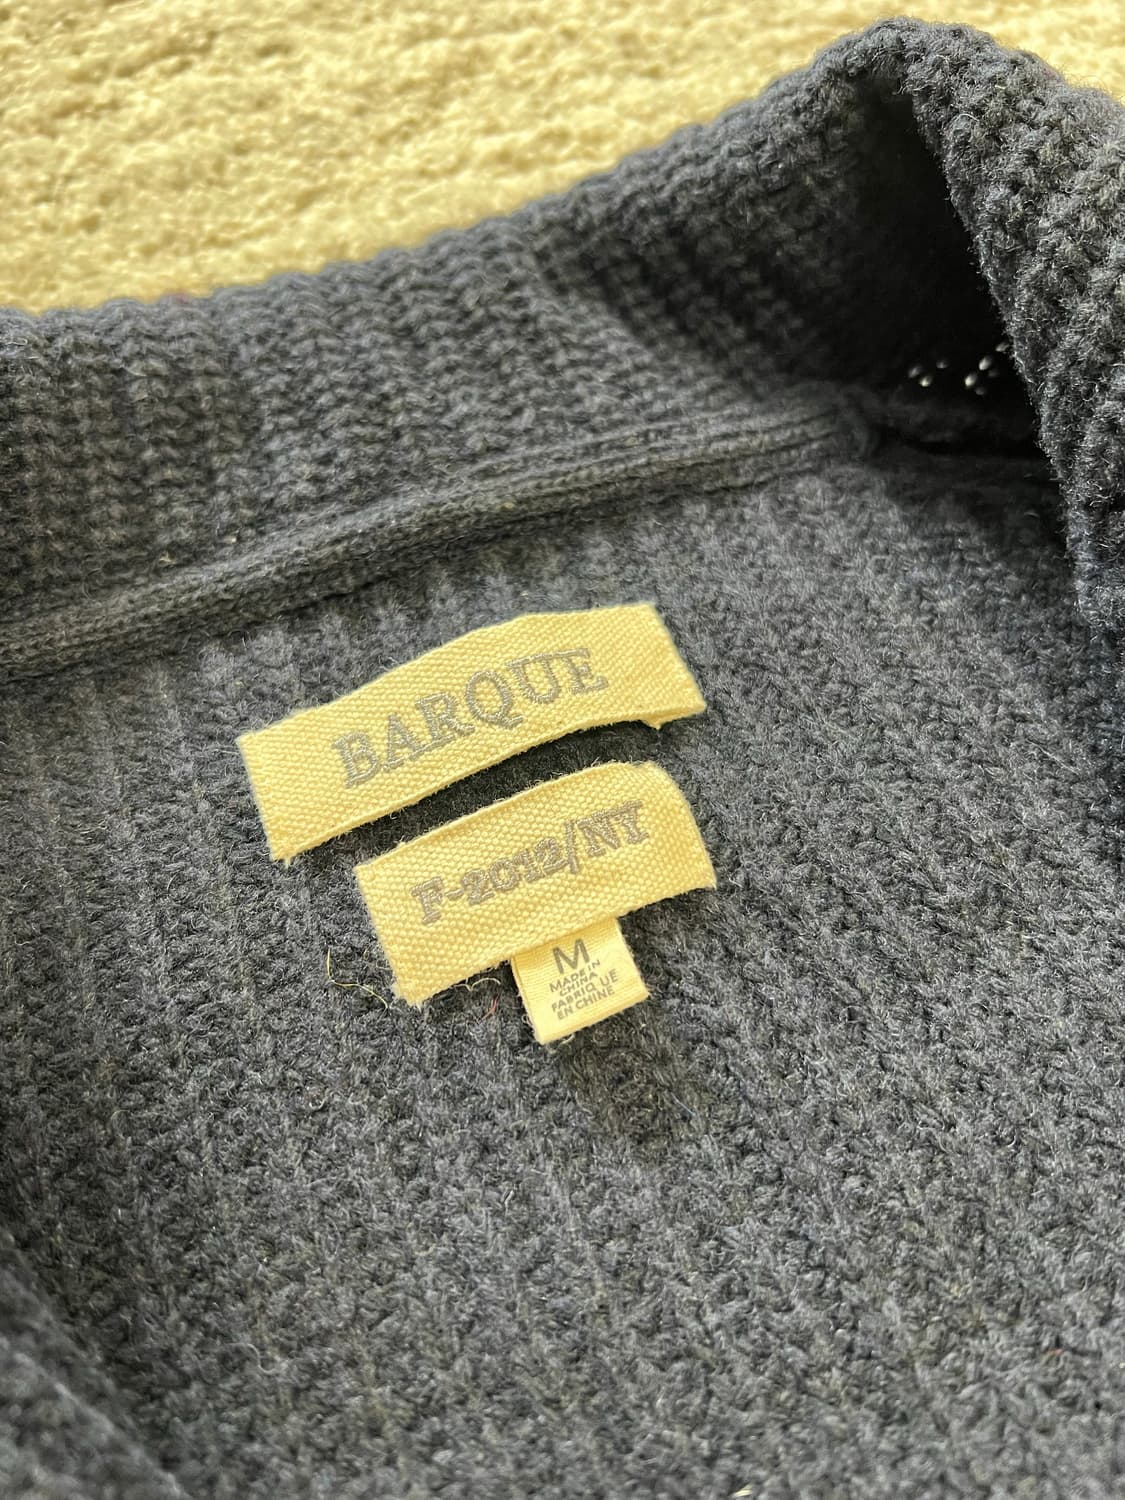 BARQUE
F-2012/NY
M
MADE IN
CHINA
FABRIQUÉ
EN CHINE